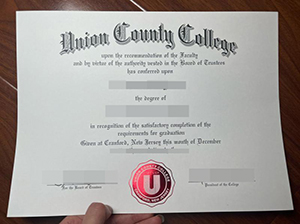 Union County College
upon the recommendation of the Faculty
and by virtue of the authority vested in the Board of Trustees
has conferred upon
the degree of
in recognition of the satisfactory completion of the
requirements for graduation
Given at Cranford, New Jersey this month of December
U
For the Board of Trustees
President of the College